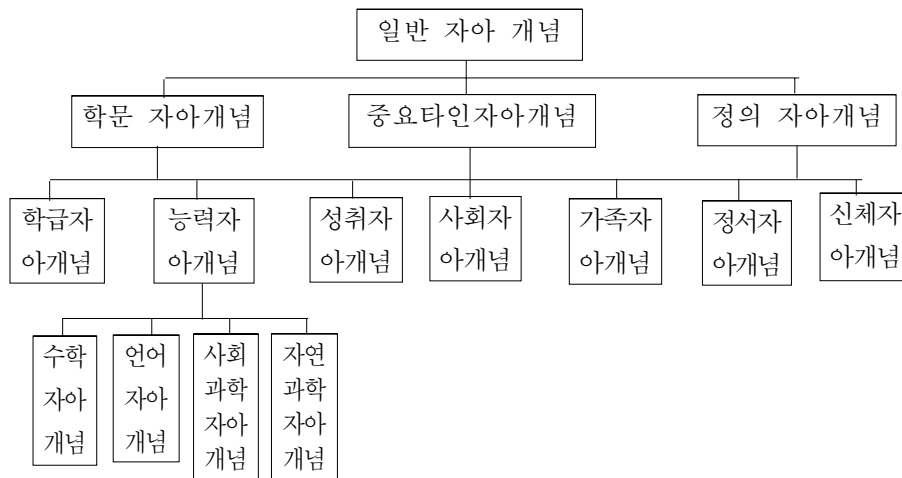 일반 자아 개념
학문 자아개념
중요타인자아개념
정의 자아개념
학급자
아개념
능력자
아개념
성취자
아개념
사회자
아개념
가족자
아개념
정서자
아개념
신체자
아개념
수학
자아
개념
언어
자아
개념
사회
과학
자아
개념
자연
과학
자아
개념